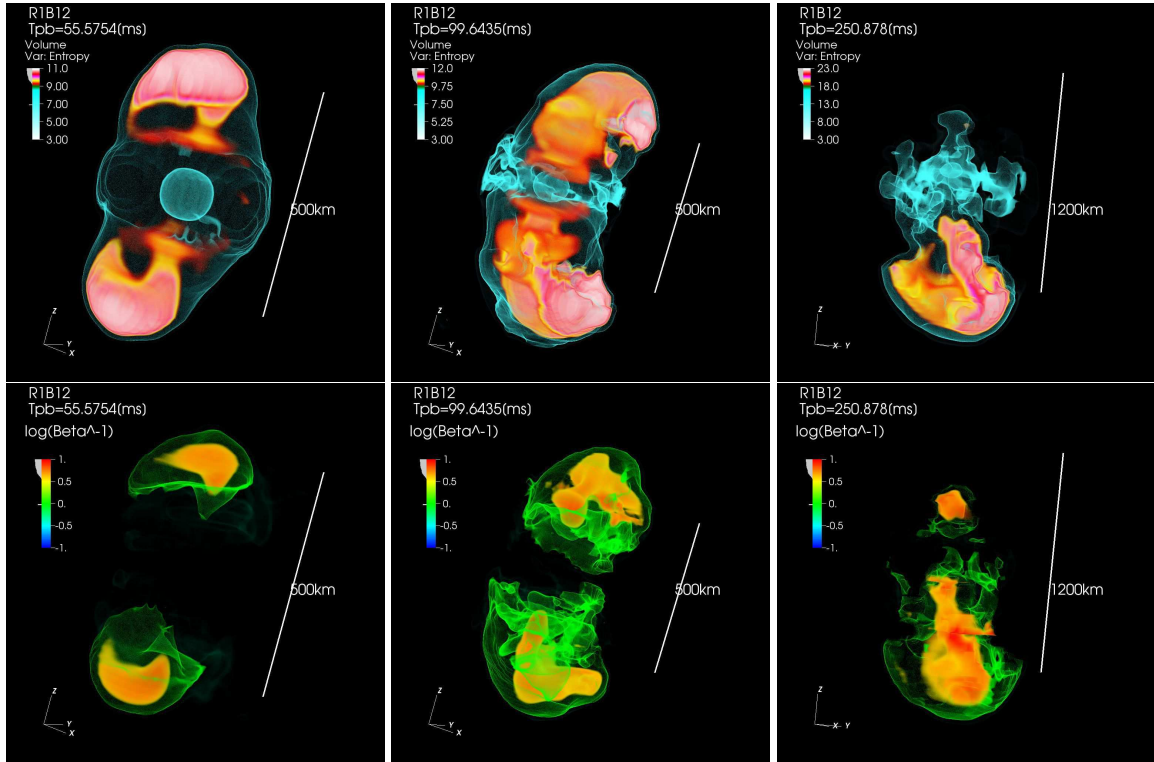 R1B12
Tpb=55.5754[ms]
Volume
Var: Entropy
11.0
9.00
7.00
5.00
3.00
500km
Z
Y
X
R1B12
Tpb=99.6435[ms]
Volume
Var: Entropy
12.0
9.75
7.50
5.25
3.00
500km
Z
Y
X
R1B12
Tpb=250.878[ms]
Volume
Var: Entropy
23.0
18.0
13.0
8.00
3.00
1200km
Z
X Y
R1B12
Tpb=55.5754[ms]
log(Beta^-1)
1.
0.5
0.
-0.5
-1.
500km
Z
Y
X
R1B12
Tpb=99.6435[ms]
log(Beta^-1)
1.
0.5
0.
-0.5
-1.
500km
Z
Y
X
R1B12
Tpb=250.878[ms]
log(Beta^-1)
1.
0.5
0.
-0.5
-1.
1200km
Z
X Y